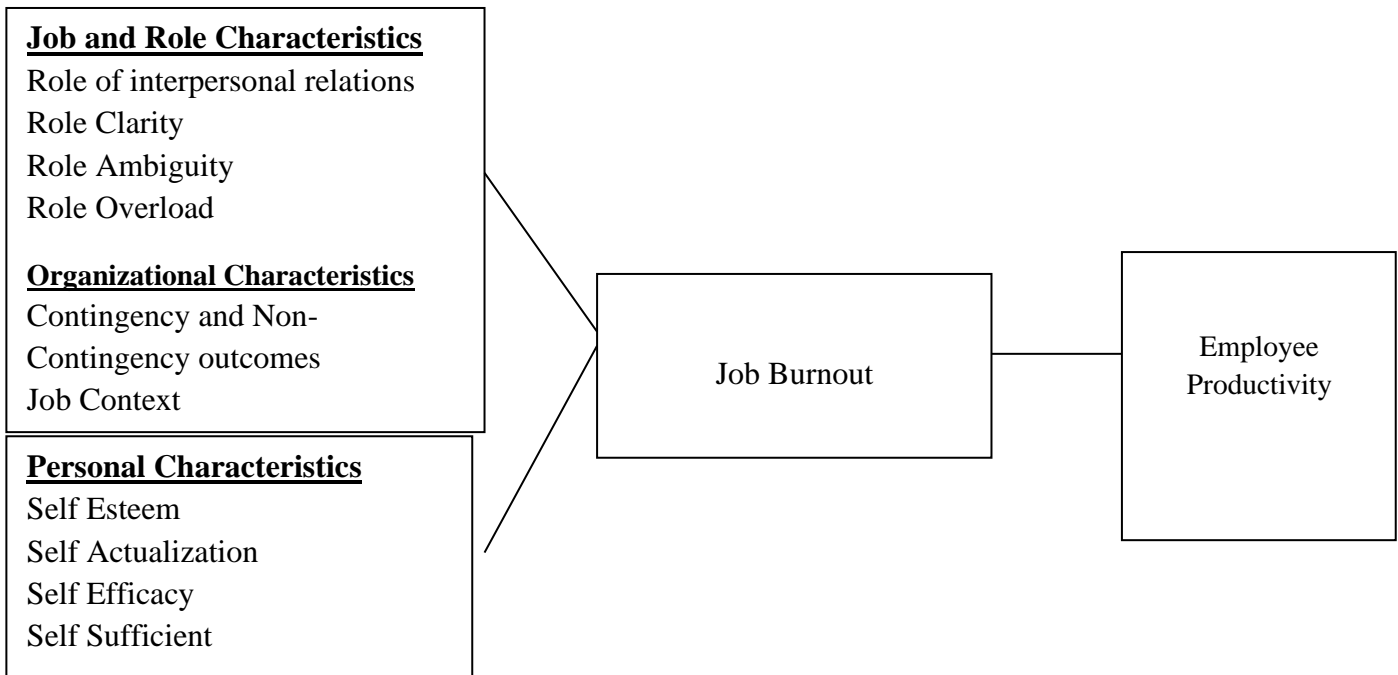 Job and Role Characteristics
Role of interpersonal relations
Role Clarity
Role Ambiguity
Role Overload
Organizational Characteristics
Contingency and Non-
Contingency outcomes
Job Context
Personal Characteristics
Self Esteem
Self Actualization
Self Efficacy
Self Sufficient
Job Burnout
Employee
Productivity